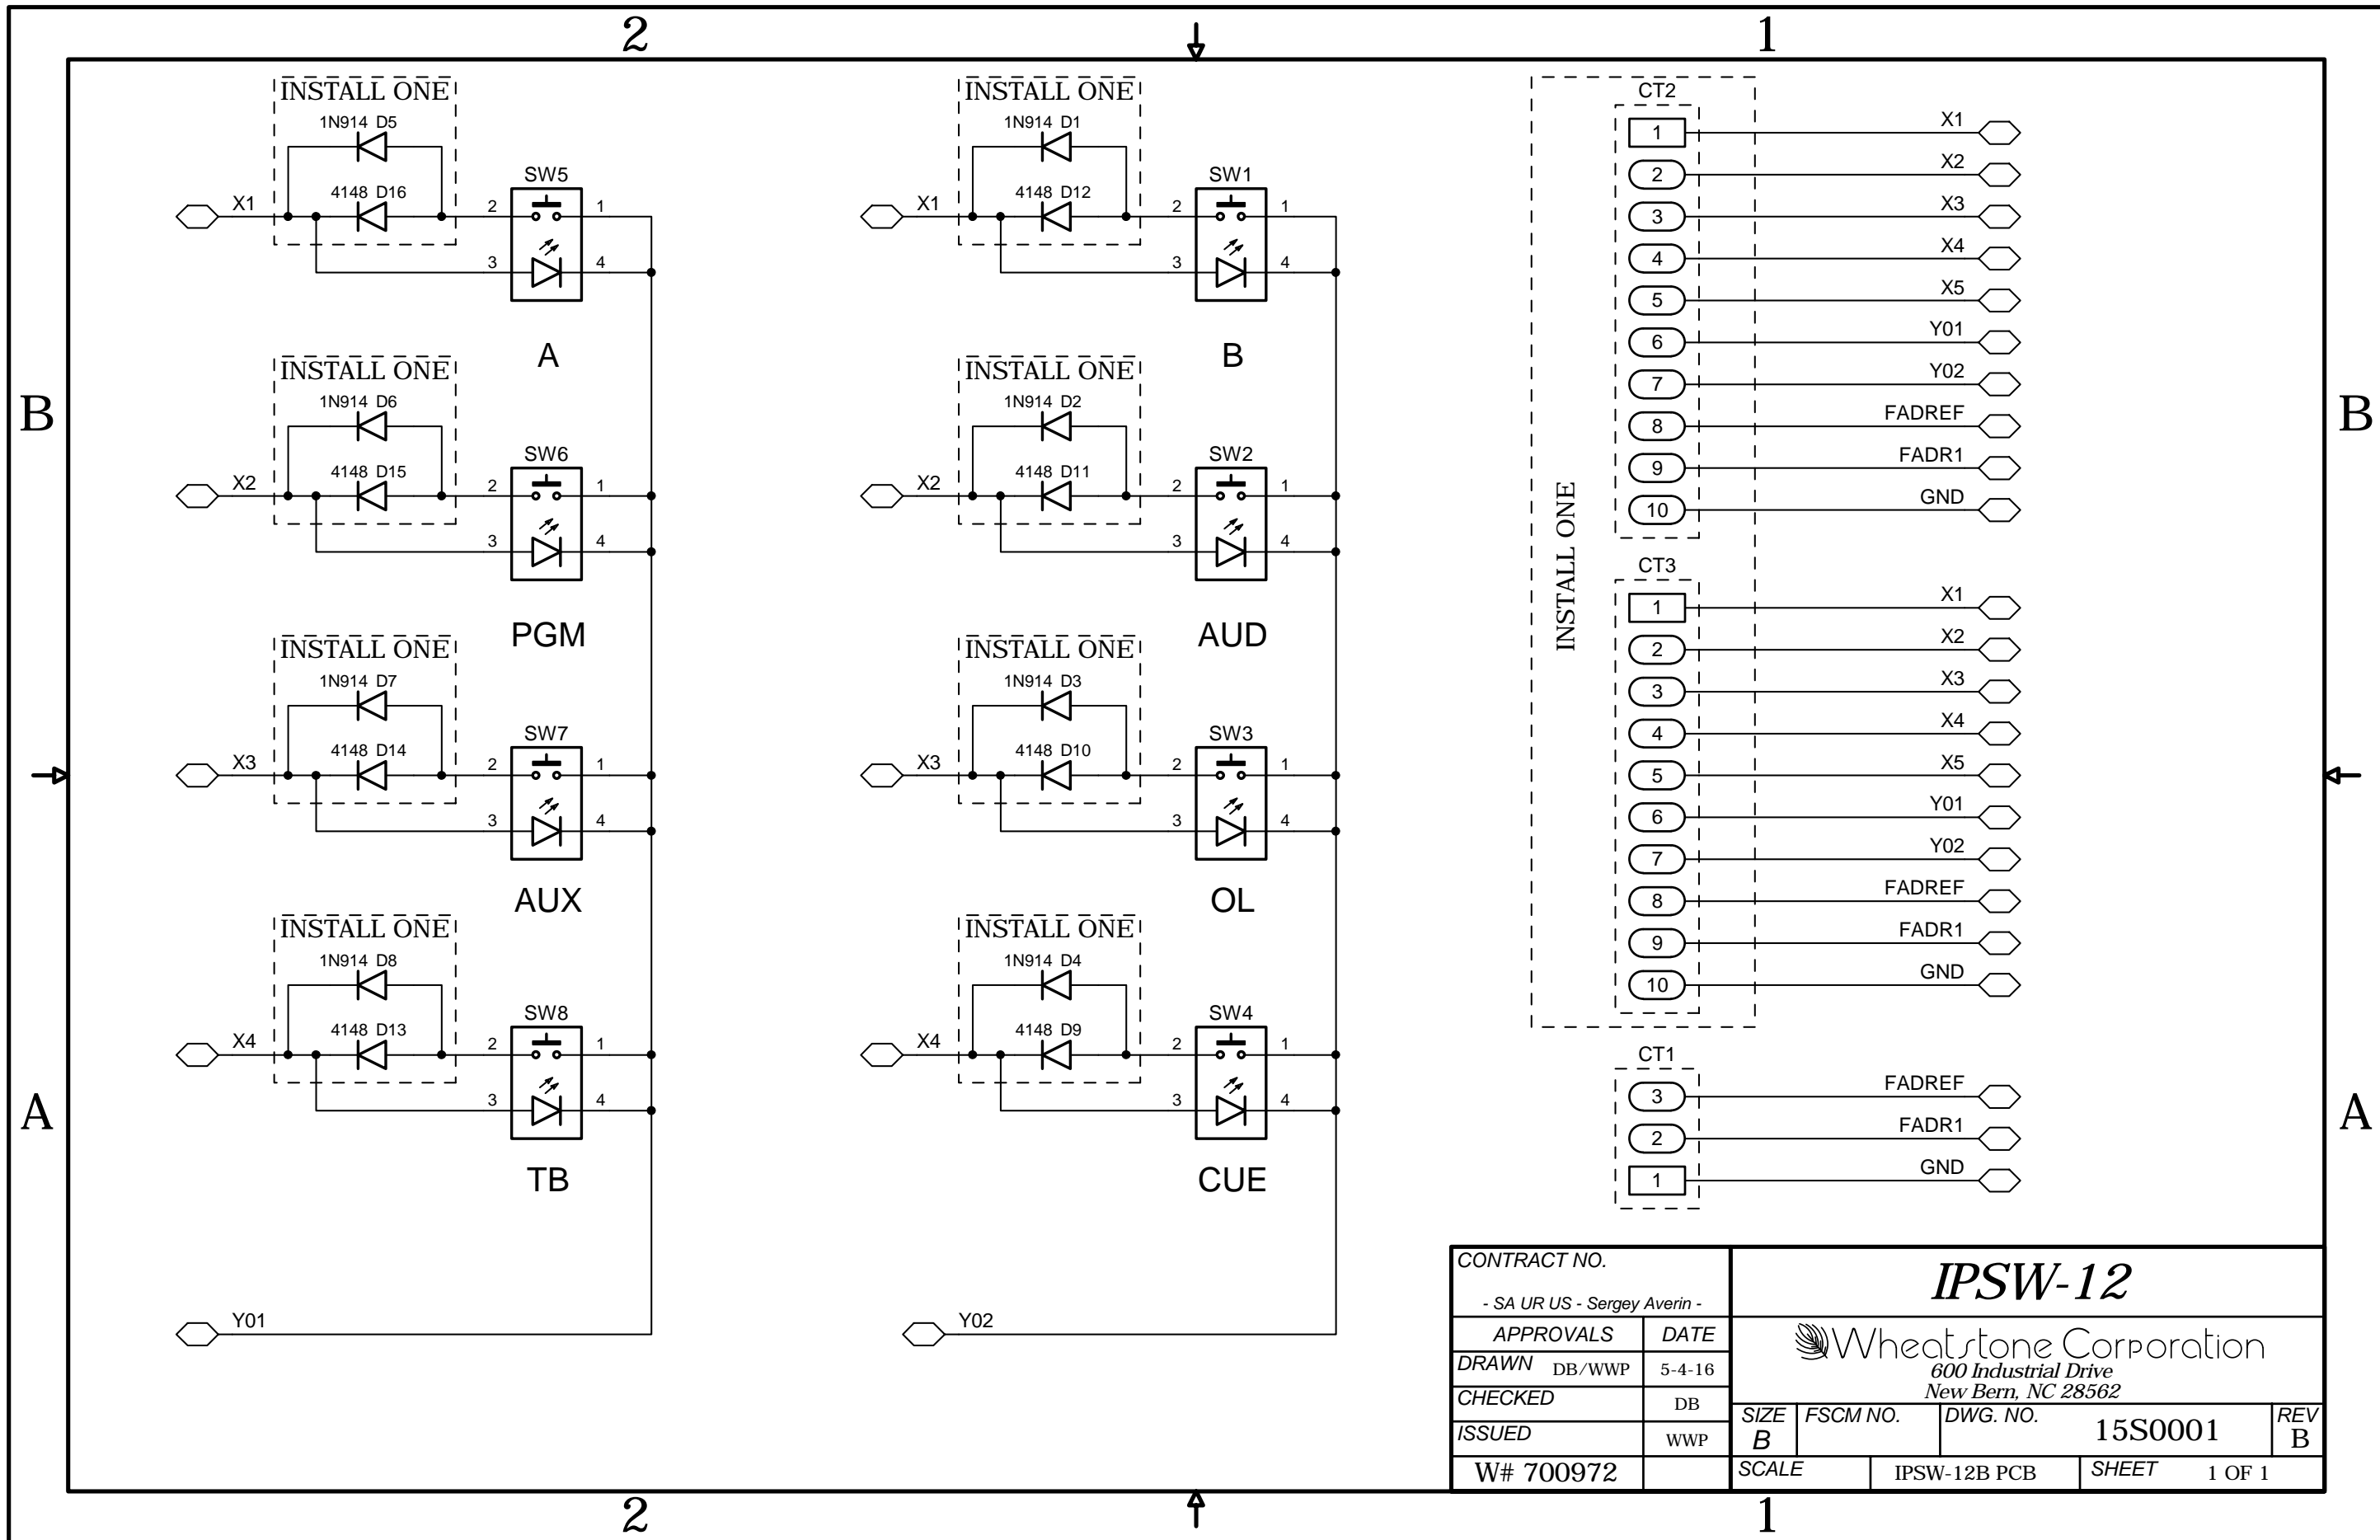 2
1
INSTALL ONE
1N914 D5
4148 D16
X1
SW5
2
1
3
4
A
INSTALL ONE
1N914 D6
4148 D15
X2
SW6
2
1
3
4
PGM
INSTALL ONE
1N914 D7
4148 D14
X3
SW7
2
1
3
4
AUX
INSTALL ONE
1N914 D8
4148 D13
X4
SW8
2
1
3
4
TB
Y01
INSTALL ONE
1N914 D1
4148 D12
X1
SW1
2
1
3
4
B
INSTALL ONE
1N914 D2
4148 D11
X2
SW2
2
1
3
4
AUD
INSTALL ONE
1N914 D3
4148 D10
X3
SW3
2
1
3
4
OL
INSTALL ONE
1N914 D4
4148 D9
X4
SW4
2
1
3
4
CUE
Y02
INSTALL ONE
CT2
1 X1
2 X2
3 X3
4 X4
5 X5
6 Y01
7 Y02
8 FADREF
9 FADR1
10 GND
CT3
1 X1
2 X2
3 X3
4 X4
5 X5
6 Y01
7 Y02
8 FADREF
9 FADR1
10 GND
CT1
3 FADREF
2 FADR1
1 GND
B
B
A
A
CONTRACT NO.
- SA UR US - Sergey Averin -
APPROVALS DATE
DRAWN DB/WWP 5-4-16
CHECKED DB
ISSUED WWP
W# 700972
IPSW-12
Wheatstone Corporation
600 Industrial Drive
New Bern, NC 28562
SIZE B
FSCM NO.
DWG. NO. 15S0001
REV B
SCALE IPSW-12B PCB
SHEET 1 OF 1
2
1